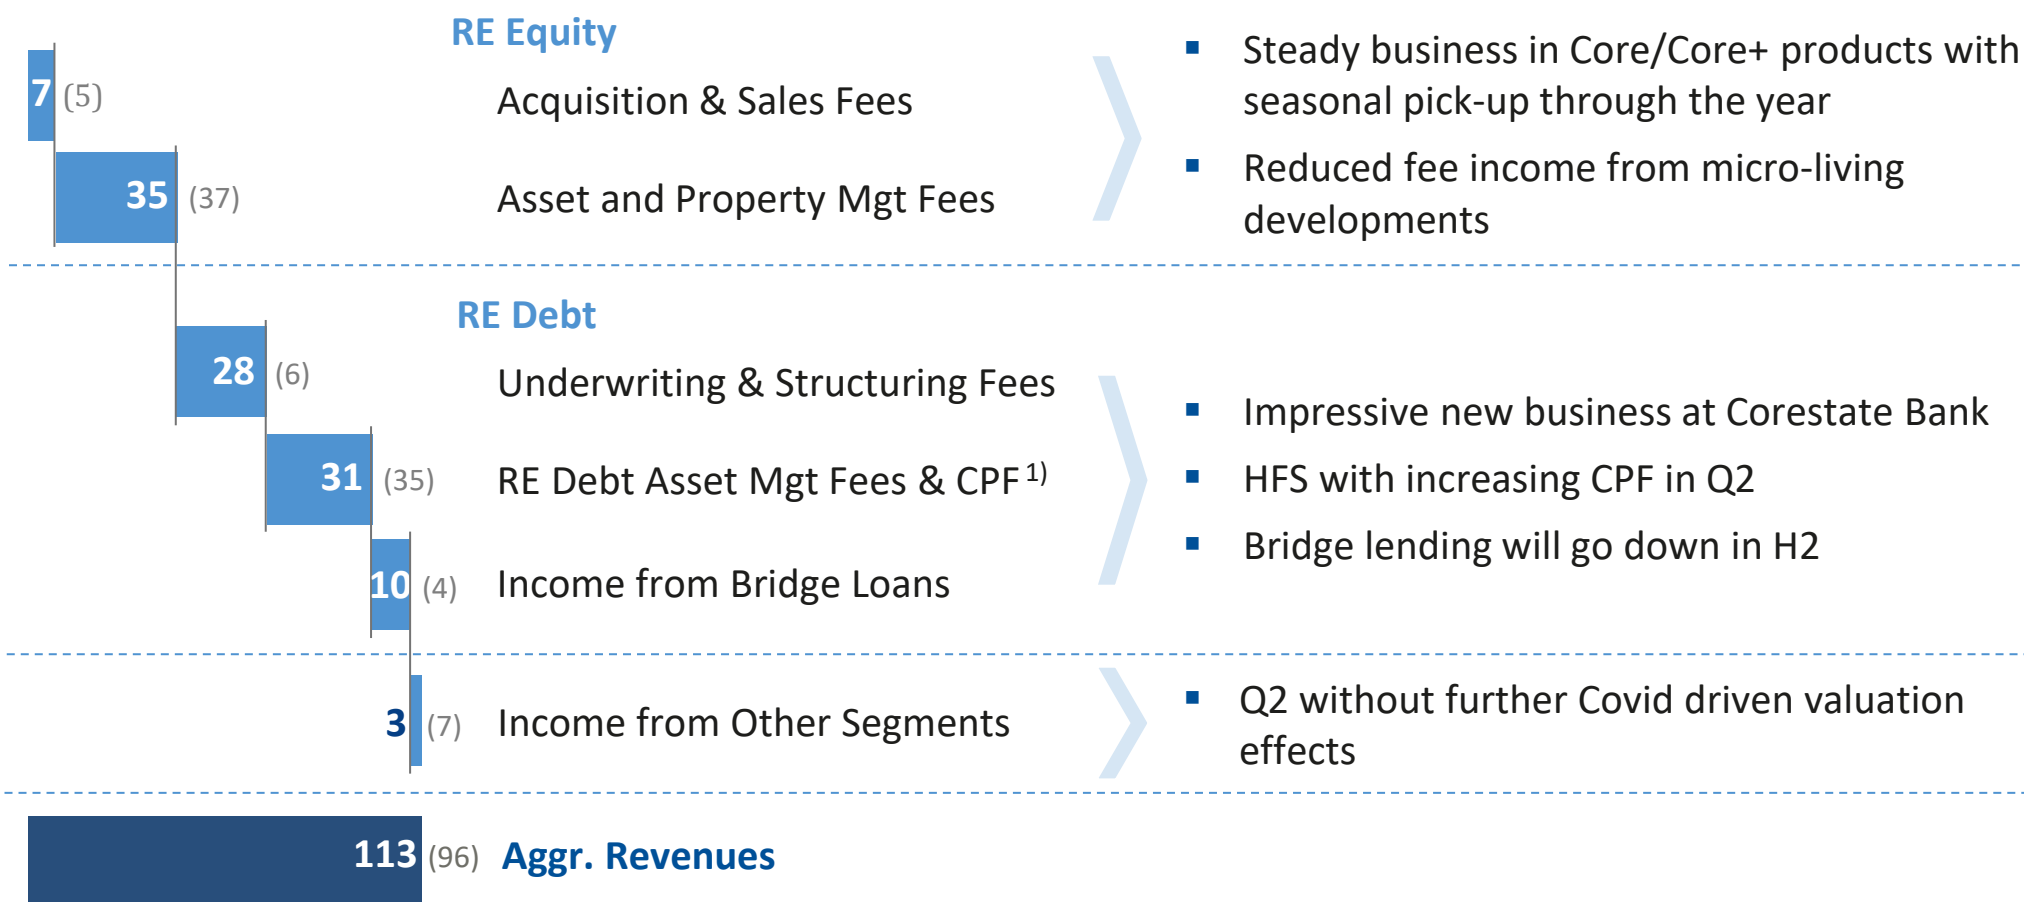 RE Equity
7 (5) Acquisition & Sales Fees
35 (37) Asset and Property Mgt Fees
▪ Steady business in Core/Core+ products with
seasonal pick-up through the year
▪ Reduced fee income from micro-living
developments
RE Debt
28 (6) Underwriting & Structuring Fees
31 (35) RE Debt Asset Mgt Fees & CPF 1)
10 (4) Income from Bridge Loans
▪ Impressive new business at Corestate Bank
▪ HFS with increasing CPF in Q2
▪ Bridge lending will go down in H2
3 (7) Income from Other Segments
▪ Q2 without further Covid driven valuation
effects
113 (96) Aggr. Revenues